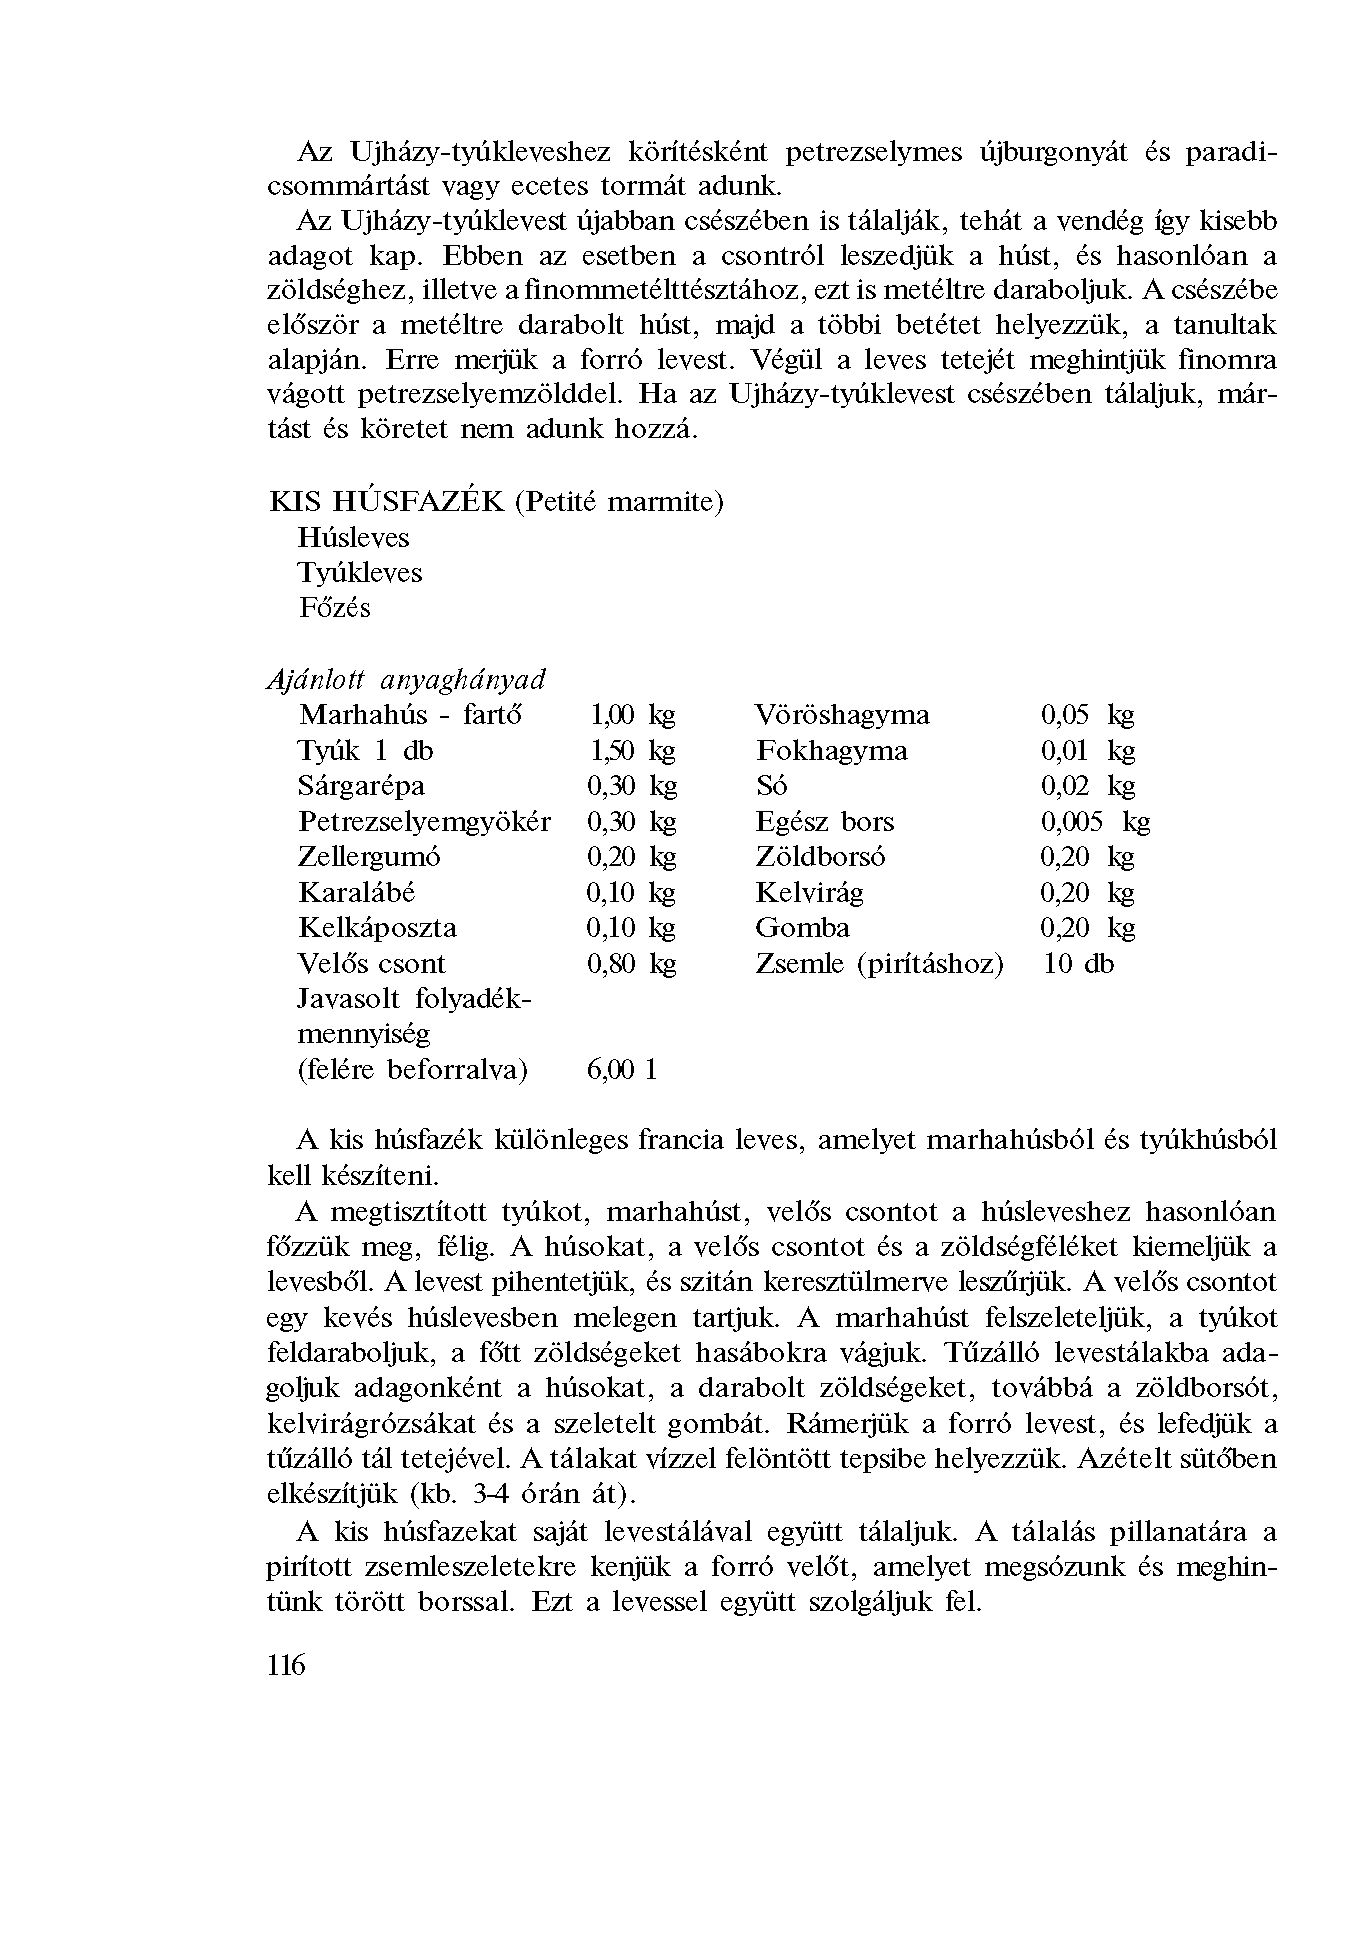 Az Ujházy-tyúkleveshez körítésként petrezselymes újburgonyát és paradi-
csommártást vagy ecetes tormát adunk.
Az Ujházy-tyúklevest újabban csészében is tálalják, tehát a vendég így kisebb
adagot kap. Ebben az esetben a csontról leszedjük a húst, és hasonlóan a
zöldséghez, illetve a finommetélttésztához, ezt is metéltre daraboljuk. A csészébe
először a metéltre darabolt húst, majd a többi betétet helyezzük, a tanultak
alapján. Erre merjük a forró levest. Végül a leves tetejét meghintjük finomra
vágott petrezselyemzölddel. Ha az Ujházy-tyúklevest csészében tálaljuk, már-
tást és köretet nem adunk hozzá.
KIS HÚSFAZÉK (Petité marmite)
Húsleves
Tyúkleves
Főzés
Ajánlott anyaghányad
Marhahús - fartő 1,00 kg Vöröshagyma 0,05 kg
Tyúk 1 db 1,50 kg Fokhagyma 0,01 kg
Sárgarépa 0,30 kg Só 0,02 kg
Petrezselyemgyökér 0,30 kg Egész bors 0,005 kg
Zellergumó 0,20 kg Zöldborsó 0,20 kg
Karalábé 0,10 kg Kelvirág 0,20 kg
Kelkáposzta 0,10 kg Gomba 0,20 kg
Velős csont 0,80 kg Zsemle (pirításhoz) 10 db
Javasolt folyadék-
mennyiség
(felére beforralva) 6,00 1
A kis húsfazék különleges francia leves, amelyet marhahúsból és tyúkhúsból
kell készíteni.
A megtisztított tyúkot, marhahúst, velős csontot a húsleveshez hasonlóan
főzzük meg, félig. A húsokat, a velős csontot és a zöldségféléket kiemeljük a
levesből. A levest pihentetjük, és szitán keresztülmerve leszűrjük. A velős csontot
egy kevés húslevesben melegen tartjuk. A marhahúst felszeleteljük, a tyúkot
feldaraboljuk, a főtt zöldségeket hasábokra vágjuk. Tűzálló levestálakba ada-
goljuk adagonként a húsokat, a darabolt zöldségeket, továbbá a zöldborsót,
kelvirágrózsákat és a szeletelt gombát. Rámerjük a forró levest, és lefedjük a
tűzálló tál tetejével. A tálakat vízzel felöntött tepsibe helyezzük. Azételt sütőben
elkészítjük (kb. 3-4 órán át).
A kis húsfazekat saját levestálával együtt tálaljuk. A tálalás pillanatára a
pirított zsemleszeletekre kenjük a forró velőt, amelyet megsózunk és meghin-
tünk törött borssal. Ezt a levessel együtt szolgáljuk fel.
116